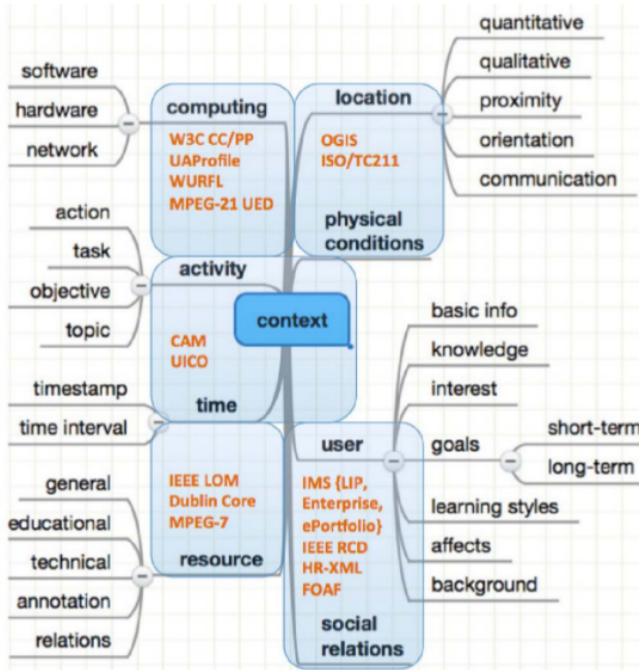 software
hardware
network
computing
W3C CC/PP
UAProfile
WURFL
MPEG-21 UED
location
OGIS
ISO/TC211
physical
conditions
quantitative
qualitative
proximity
orientation
communication
action
task
objective
topic
activity
CAM
UICO
time
context
timestamp
time interval
general
educational
technical
annotation
relations
IEEE LOM
Dublin Core
MPEG-7
resource
user
IMS {LIP,
Enterprise,
ePortfolio}
IEEE RCD
HR-XML
FOAF
social
relations
basic info
knowledge
interest
goals
short-term
long-term
learning styles
affects
background